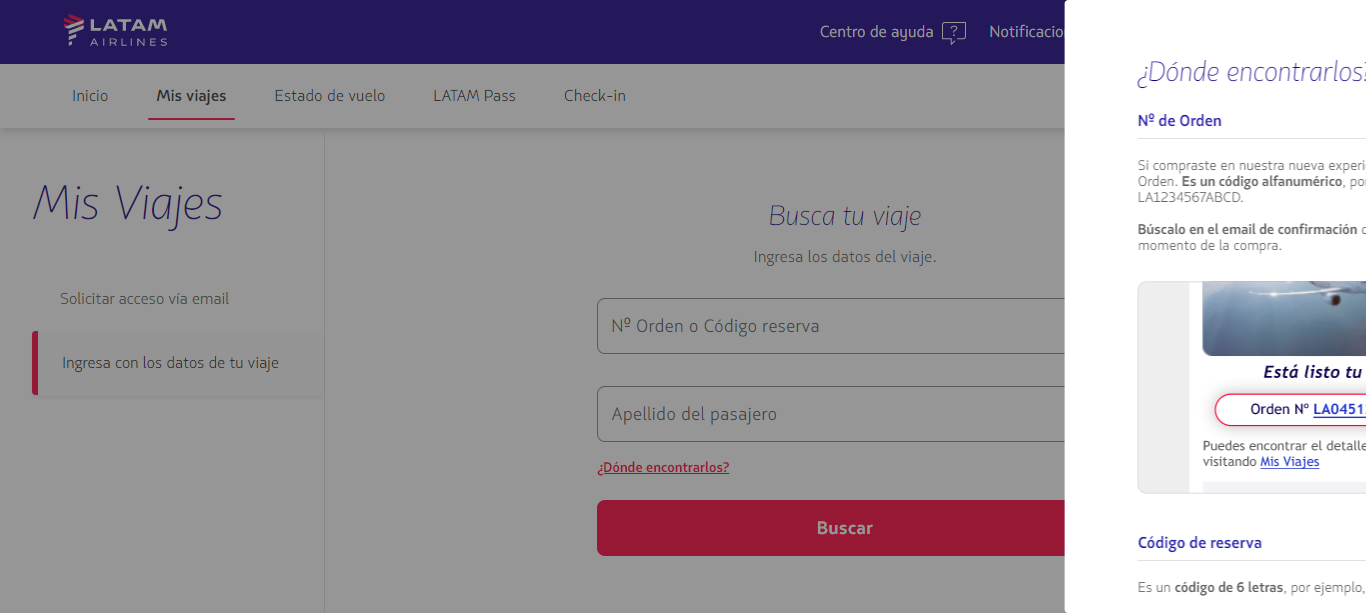 LATAM
AIRLINES
Centro de ayuda
?
Inicio
Mis viajes
Estado de vuelo
LATAM Pass
Check-in
Mis Viajes
Solicitar acceso vía email
Ingresa con los datos de tu viaje
Busca tu viaje
Ingresa los datos del viaje.
Nº Orden o Código reserva
Apellido del pasajero
¿Dónde encontrarlos?
Buscar
¿Dónde encontrarlos?
Nº de Orden
Si compraste en nuestra nueva
Orden. Es un código alfanumérico,
LA1234567ABCD.
Búscalo en el email de confirmación
momento de la compra.
Está listo tu
Orden Nº
Puedes encontrar el detalle
visitando Mis Viajes
Código de reserva
Es un código de 6 letras, por ejemplo,